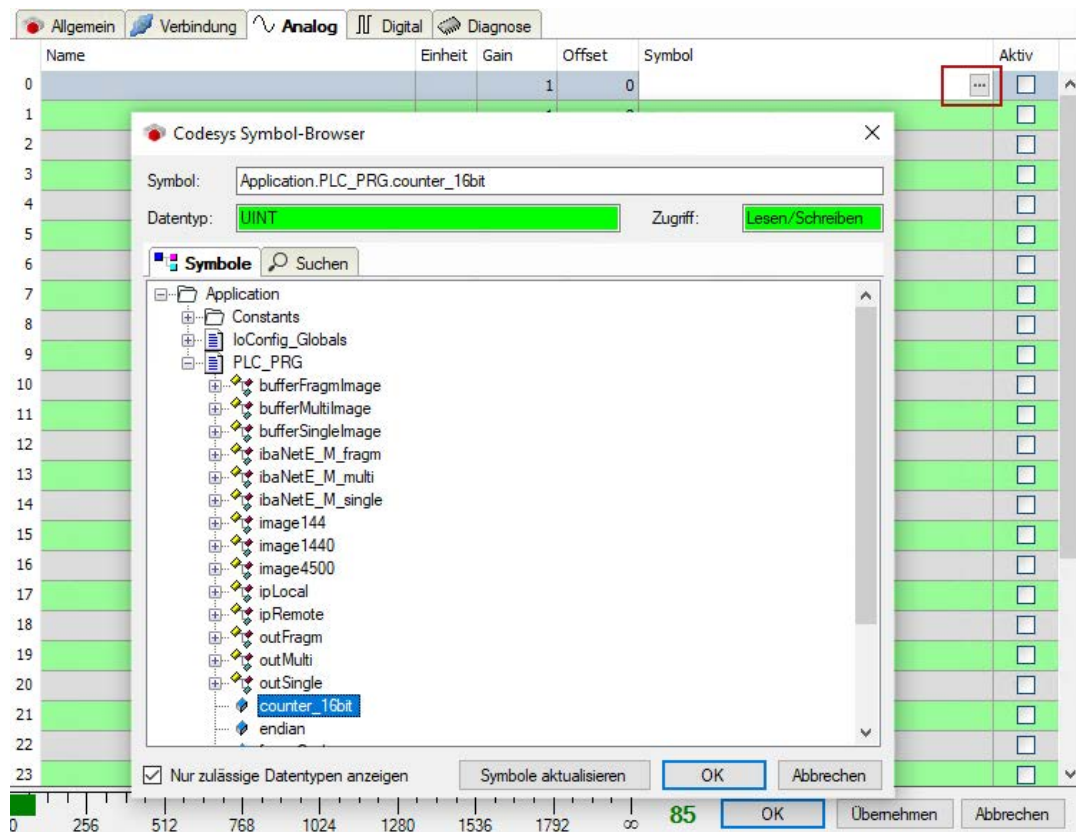 Allgemein Verbindung Analog Digital Diagnose
Name Einheit Gain Offset Symbol Aktiv
0 1 0 ...
1
2
3
4
5
6
7
8
9
10
11
12
13
14
15
16
17
18
19
20
21
22
23
Codesys Symbol-Browser
Symbol: Application.PLC_PRG.counter_16bit
Datentyp: UINT Zugriff: Lesen/Schreiben
Symbole Suchen
Application
Constants
IoConfig_Globals
PLC_PRG
bufferFragmImage
bufferMultiImage
bufferSingleImage
ibaNetE_M_fragm
ibaNetE_M_multi
ibaNetE_M_single
image144
image1440
image4500
ipLocal
ipRemote
outFragm
outMulti
outSingle
counter_16bit
endian
Nur zulässige Datentypen anzeigen Symbole aktualisieren OK Abbrechen
0 256 512 768 1024 1280 1536 1792 ∞ 85 OK Übernehmen Abbrechen